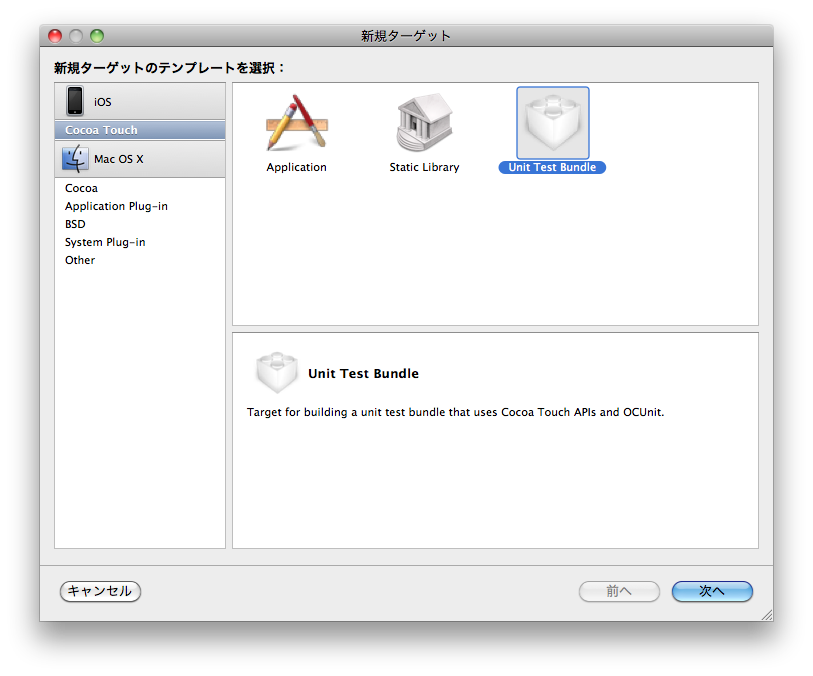 新規ターゲット
新規ターゲットのテンプレートを選択：
iOS
Cocoa Touch
Mac OS X
Cocoa
Application Plug-in
BSD
System Plug-in
Other
Application
Static Library
Unit Test Bundle
Unit Test Bundle
Target for building a unit test bundle that uses Cocoa Touch APIs and OCUnit.
キャンセル
前へ
次へ